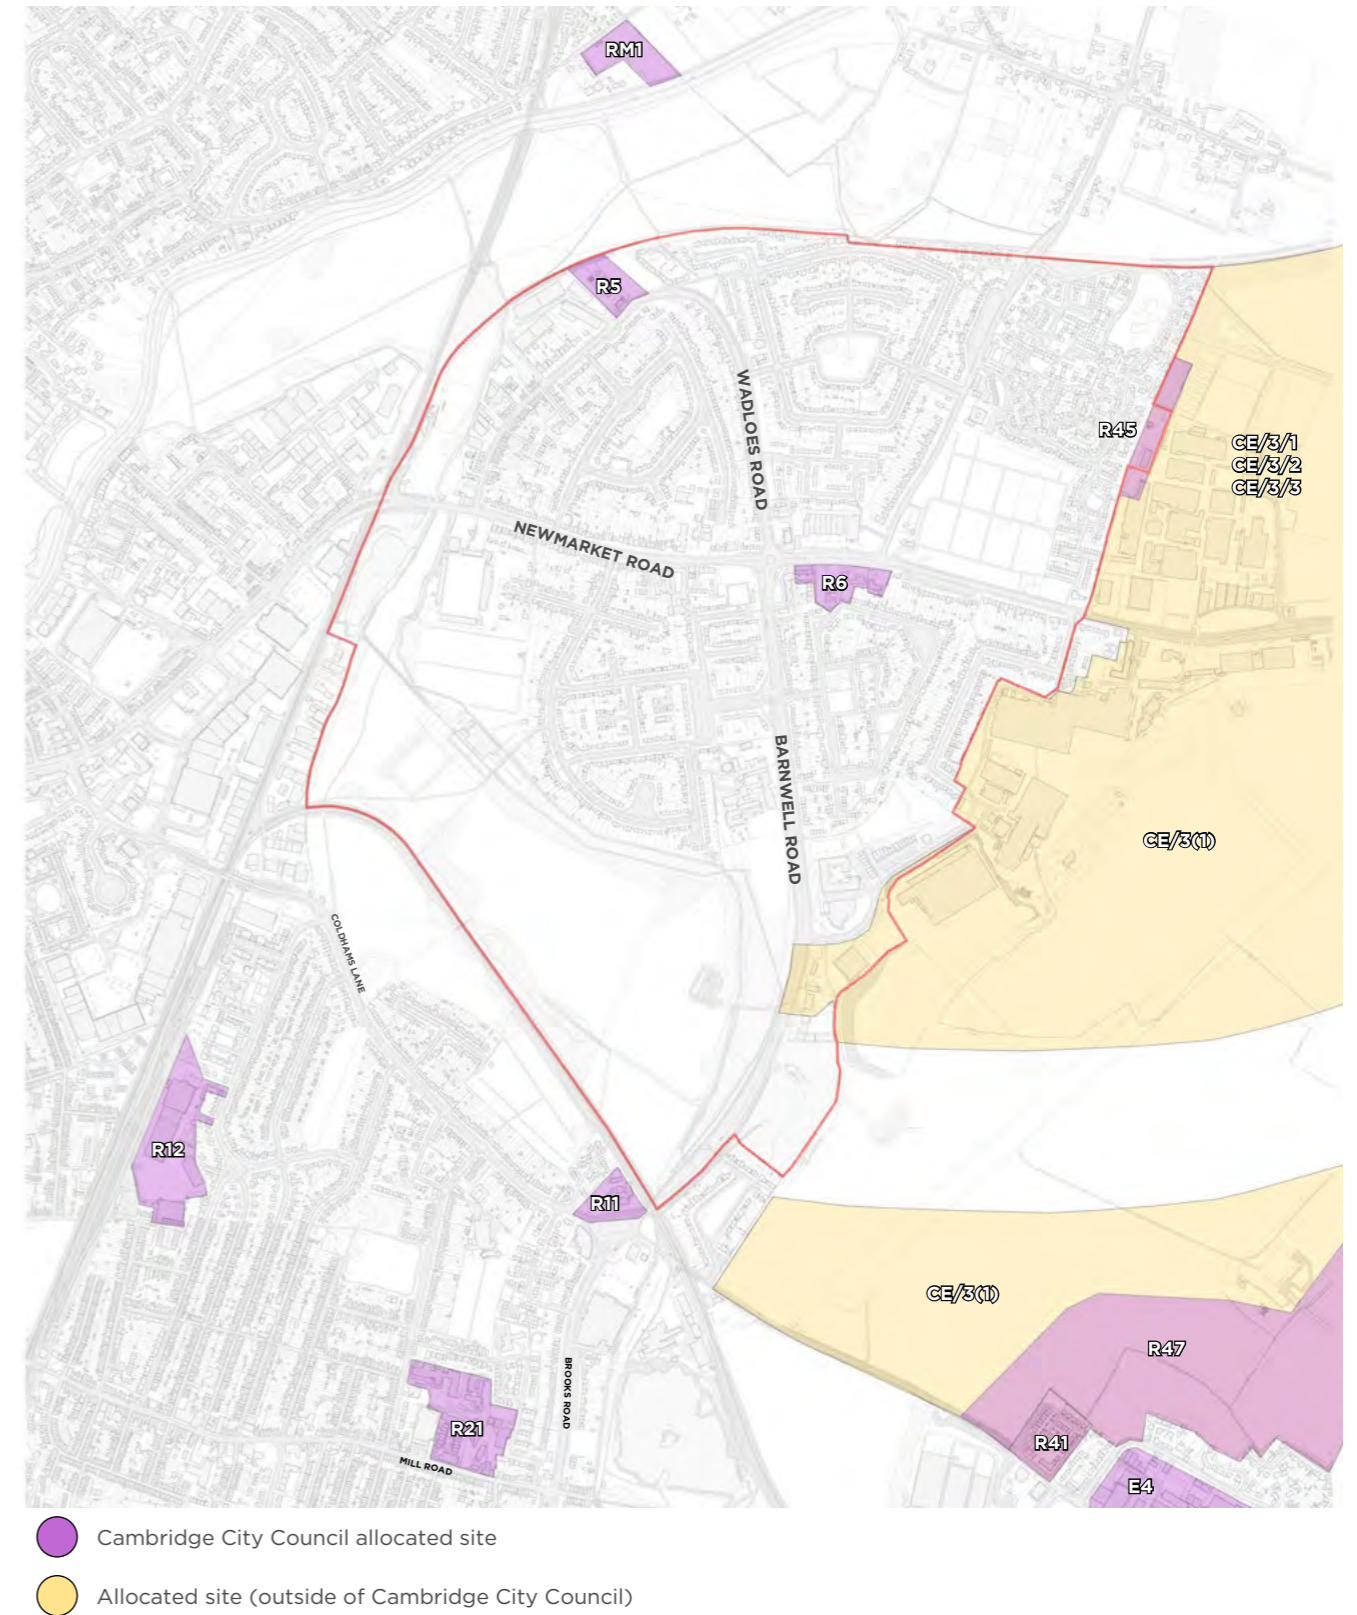 RM1
R5
WADLOES ROAD
R45
CE/3/1
CE/3/2
CE/3/3
NEWMARKET ROAD
R6
BARNWELL ROAD
CE/3(1)
COLDHAMS LANE
R12
R11
CE/3(1)
R47
BROOKS ROAD
R21
R41
MILL ROAD
E4
Cambridge City Council allocated site
Allocated site (outside of Cambridge City Council)